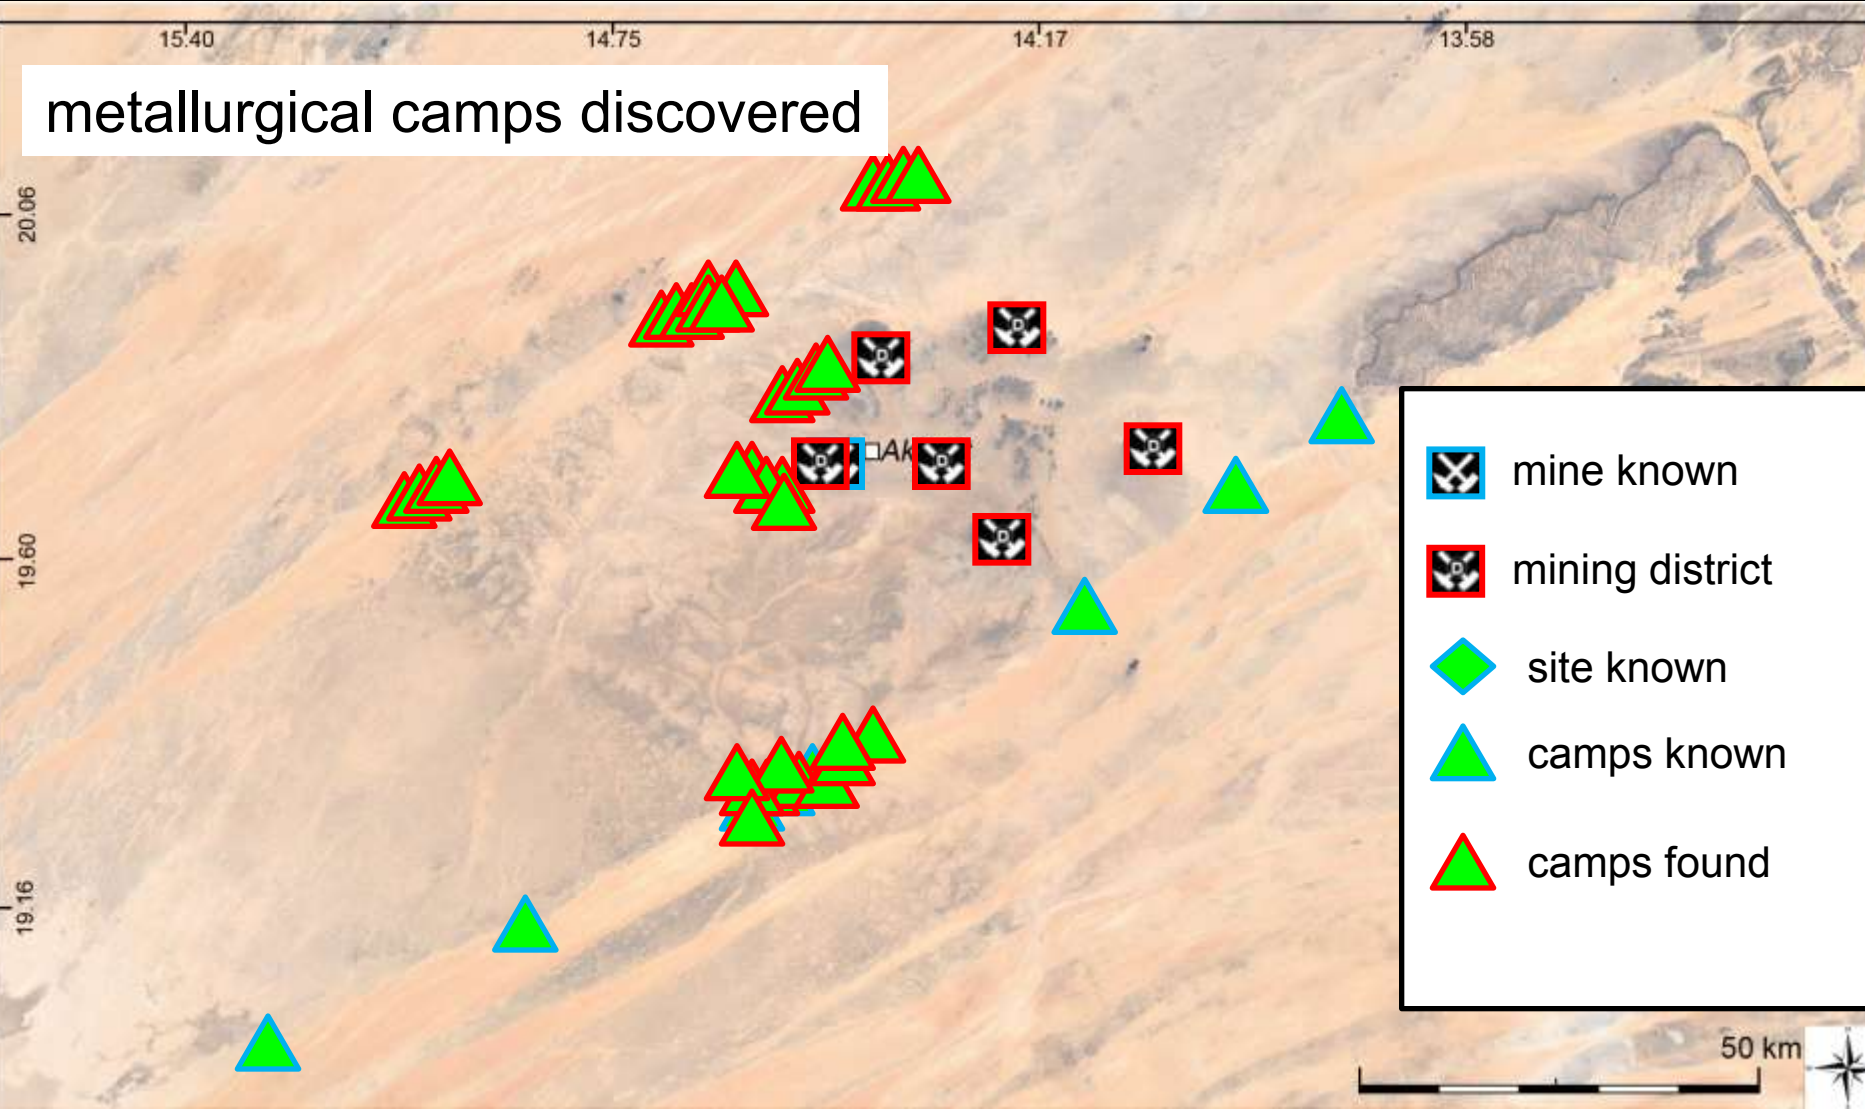 15.40 14.75 14.17 13.58
metallurgical camps discovered
20.06
19.60
19.16
mine known
mining district
site known
camps known
camps found
50 km